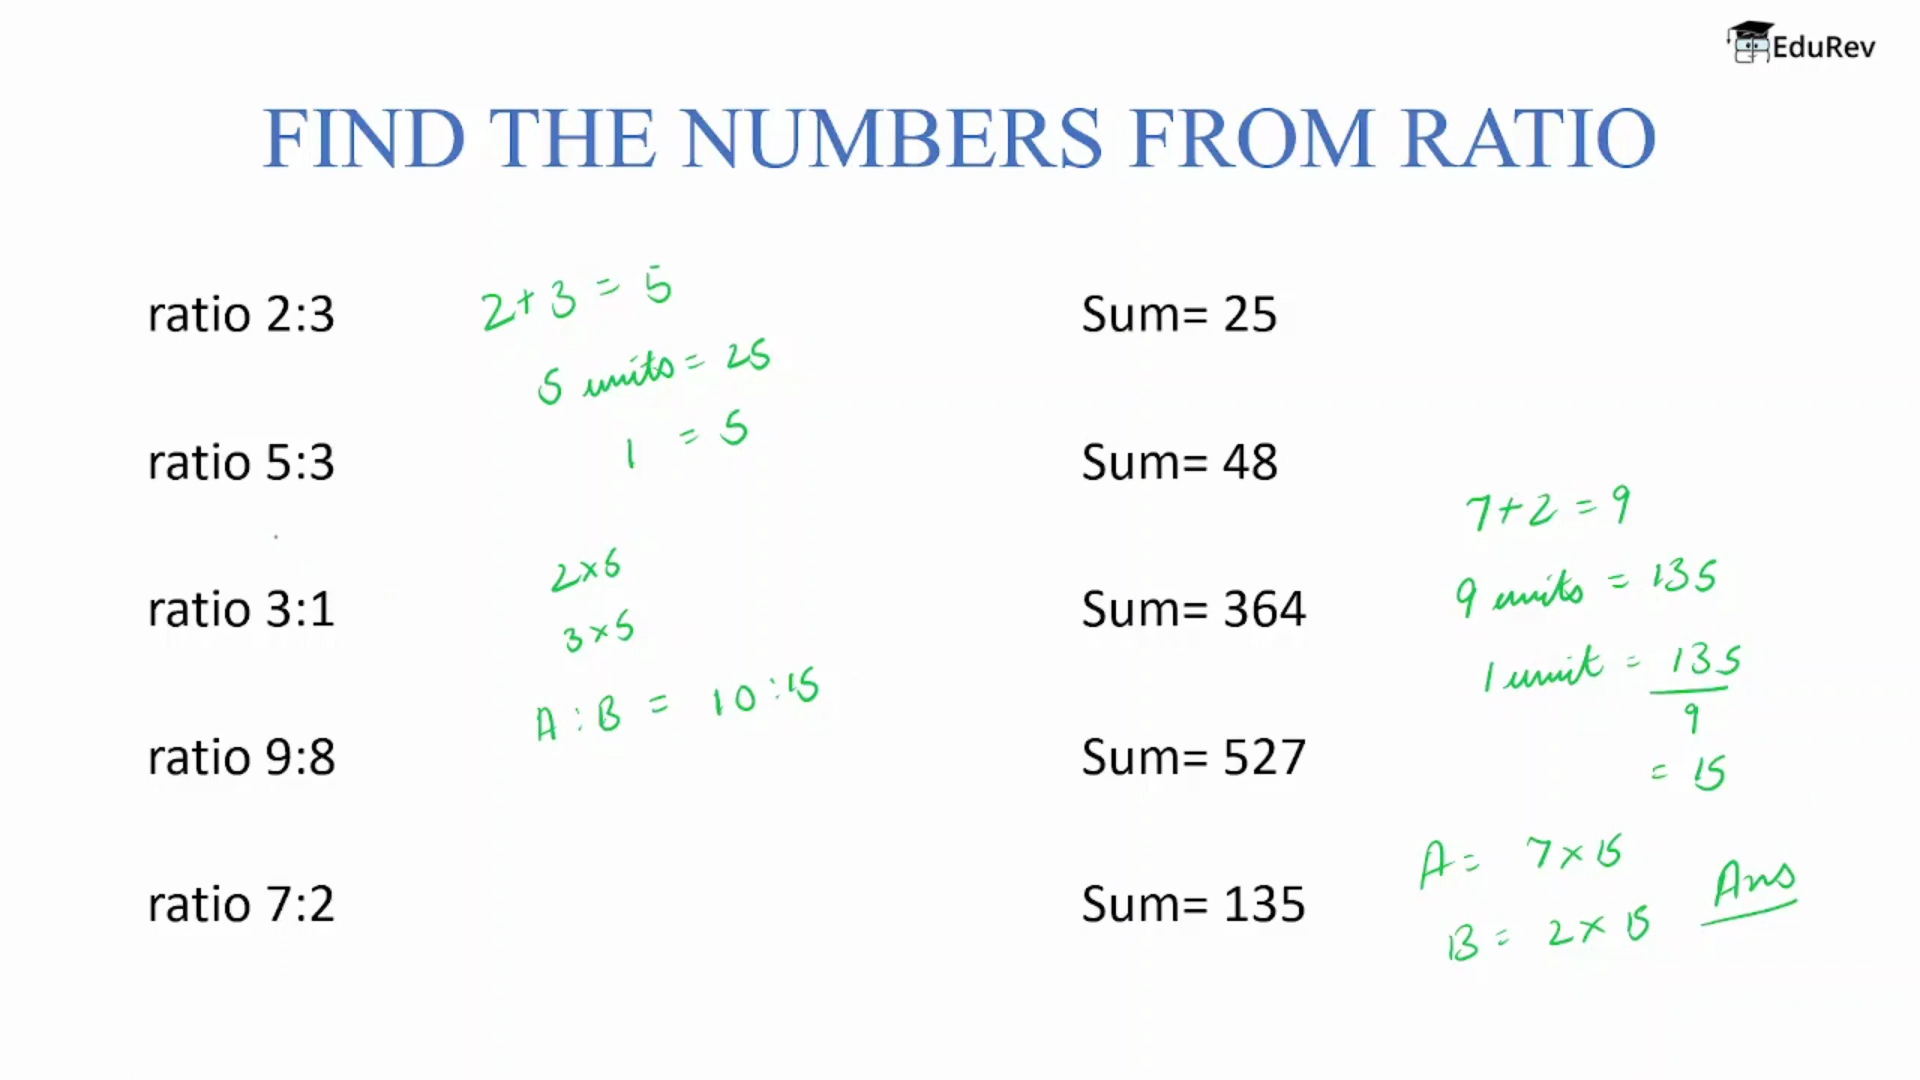 EduRev
FIND THE NUMBERS FROM RATIO
ratio 2:3
2+3 = 5
Sum= 25
5 units = 25
1 = 5
ratio 5:3
Sum= 48
7+2 = 9
2×5
ratio 3:1
3×5
Sum= 364
9 units = 135
A:B = 10:15
1 unit = 135
9
ratio 9:8
Sum= 527
= 15
A= 7×15
Ans
ratio 7:2
Sum= 135
B= 2×15